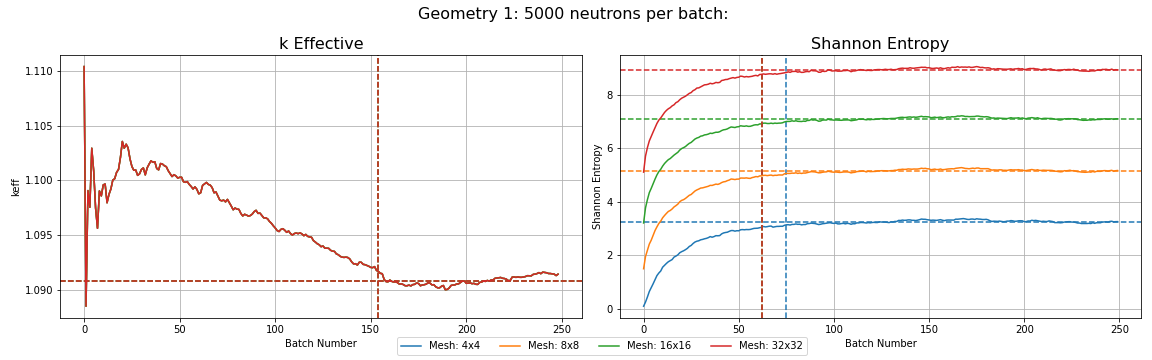 Geometry 1: 5000 neutrons per batch:
k Effective
1.110
1.105
1.100
1.095
1.090
keff
0
50
100
150
200
250
Batch Number
Shannon Entropy
8
6
4
2
0
Shannon Entropy
0
50
100
150
200
250
Batch Number
Mesh: 4x4
Mesh: 8x8
Mesh: 16x16
Mesh: 32x32